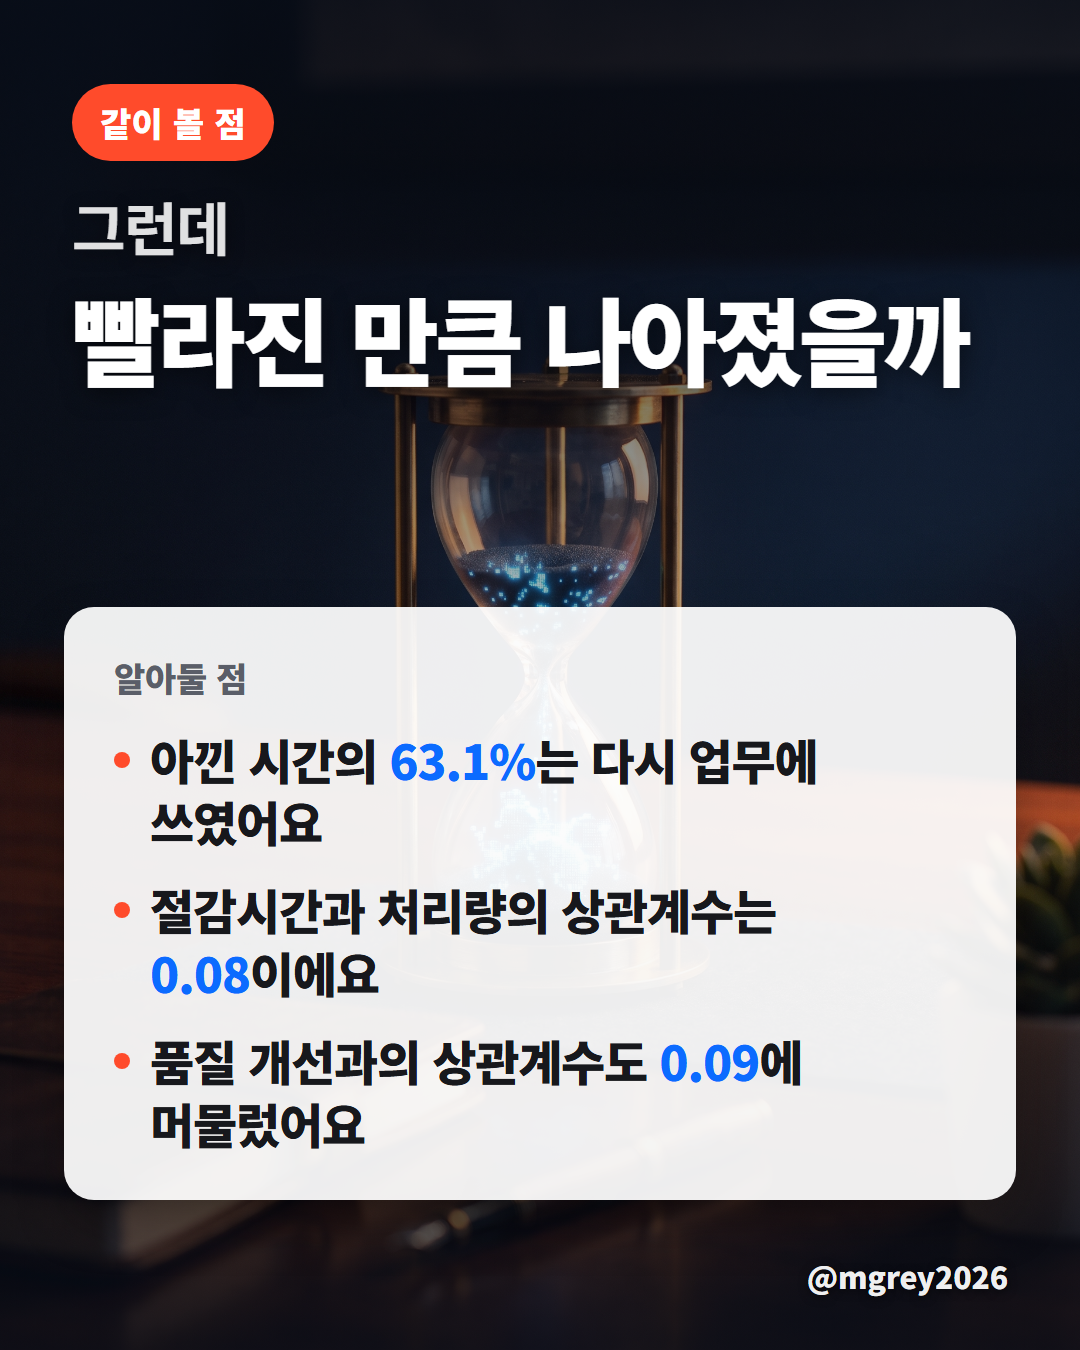 같이 볼 점
그런데
빨라진 만큼 나아졌을까
알아둘 점
아낀 시간의 63.1%는 다시 업무에
쓰였어요
절감시간과 처리량의 상관계수는
0.08이에요
품질 개선과의 상관계수도 0.09에
머물렀어요
@mgrey2026